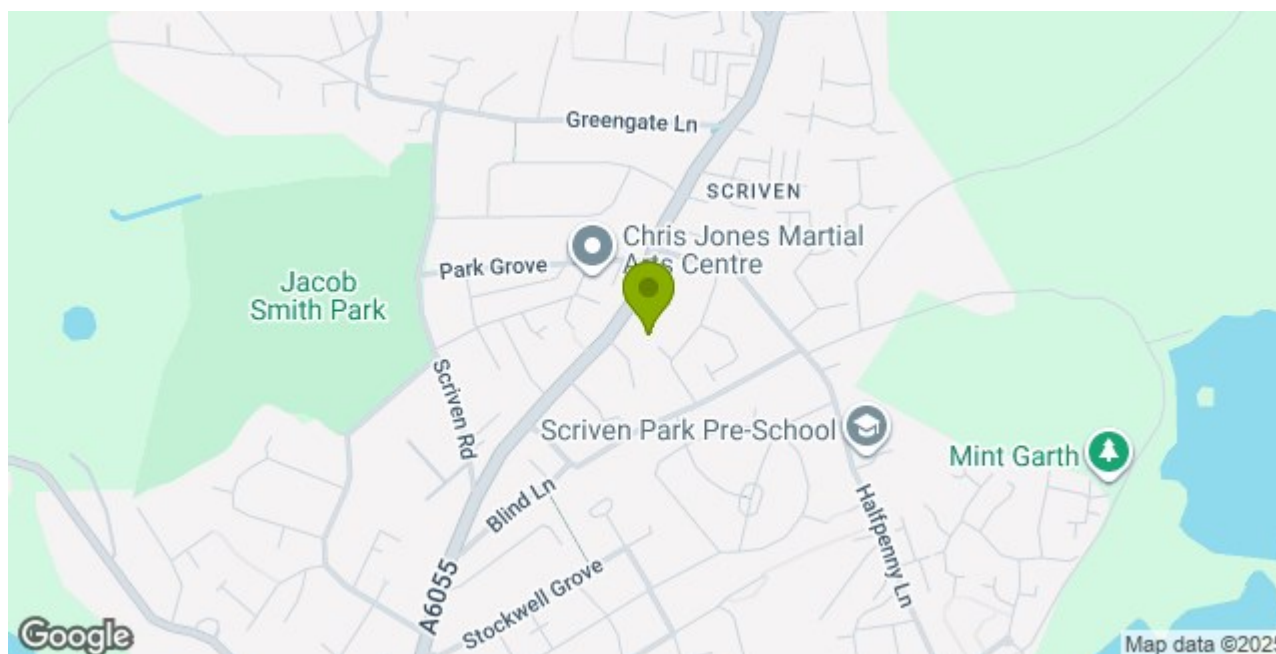 Greengate Ln
SCRIVEN
Chris Jones Martial
Arts Centre
Park Grove
Jacob
Smith Park
Scriven Rd
Scriven Park Pre-School
Mint Garth
Blind Ln
Halfpenny Ln
A6055
Stockwell Grove
Google
Map data ©2025